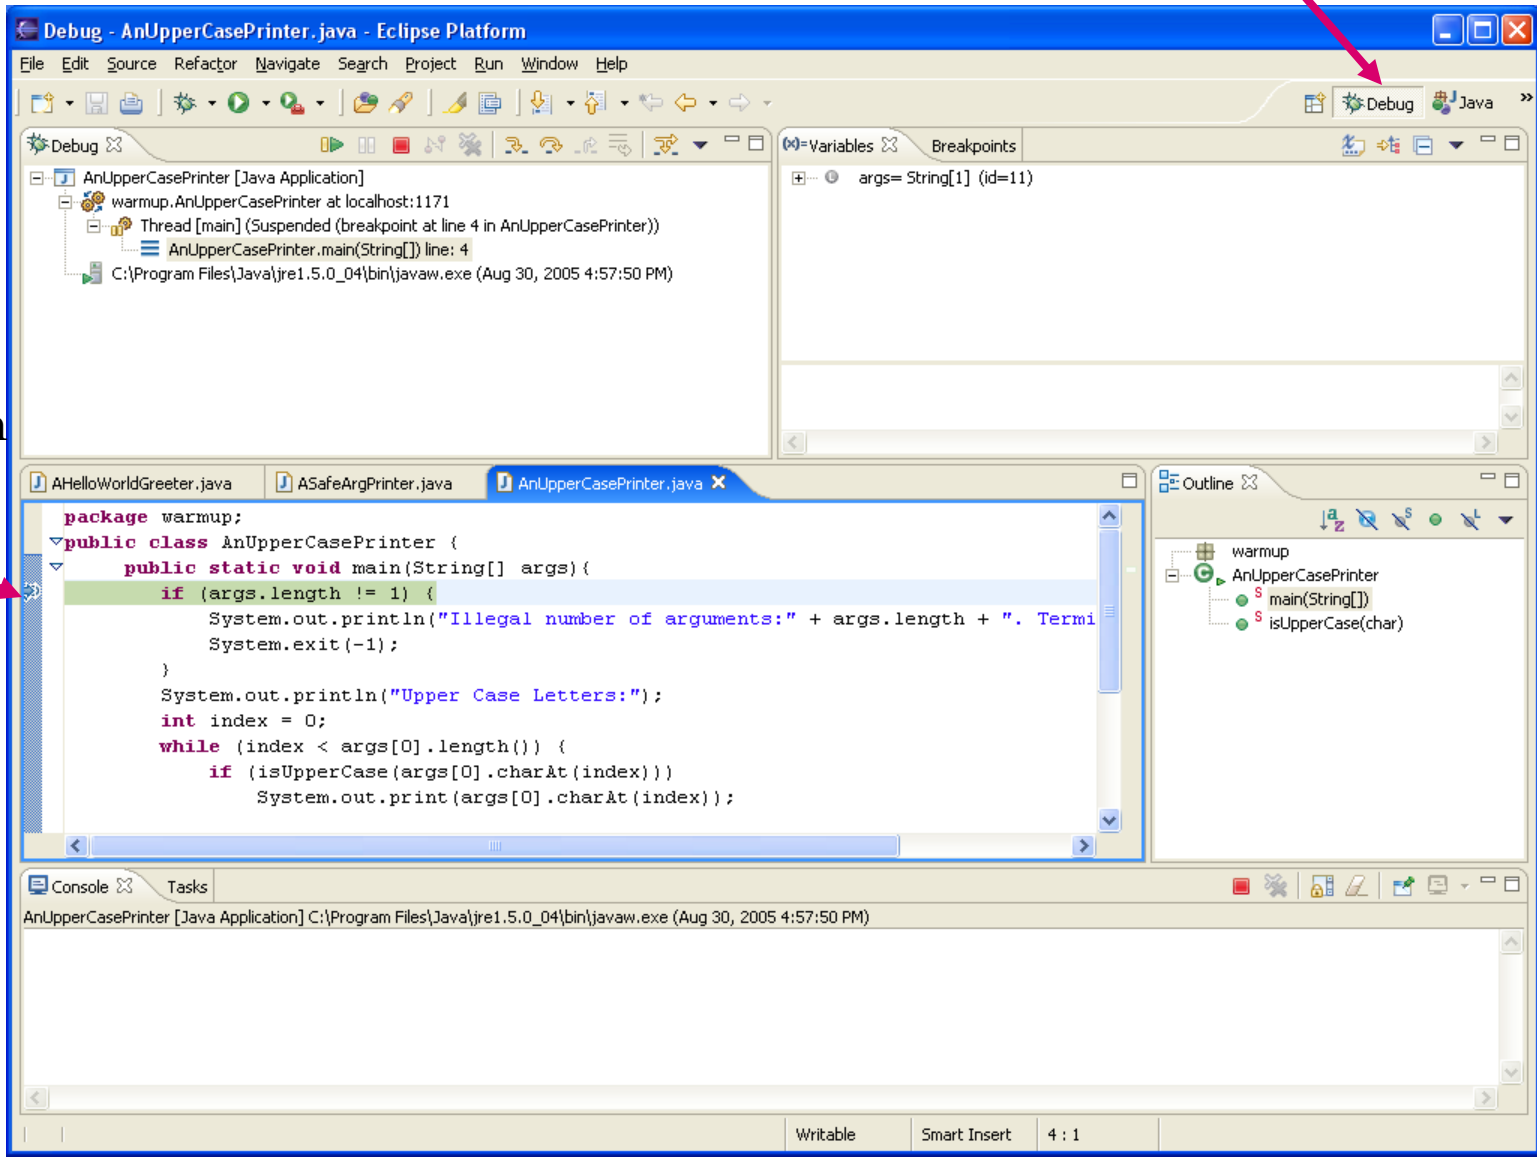 Debug - AnUpperCasePrinter.java - Eclipse Platform
File Edit Source Refactor Navigate Search Project Run Window Help
Debug Java »
Debug
Variables Breakpoints
AnUpperCasePrinter [Java Application]
warmup.AnUpperCasePrinter at localhost:1171
Thread [main] (Suspended (breakpoint at line 4 in AnUpperCasePrinter))
AnUpperCasePrinter.main(String[]) line: 4
C:\Program Files\Java\jre1.5.0_04\bin\javaw.exe (Aug 30, 2005 4:57:50 PM)
args= String[1] (id=11)
AHelloWorldGreeter.java ASafeArgPrinter.java AnUpperCasePrinter.java
package warmup;
public class AnUpperCasePrinter {
public static void main(String[] args){
if (args.length != 1) {
System.out.println("Illegal number of arguments:" + args.length + ". Termi
System.exit(-1);
}
System.out.println("Upper Case Letters:");
int index = 0;
while (index < args[0].length()) {
if (isUpperCase(args[0].charAt(index)))
System.out.print(args[0].charAt(index));
Outline
warmup
AnUpperCasePrinter
main(String[])
isUpperCase(char)
Console Tasks
AnUpperCasePrinter [Java Application] C:\Program Files\Java\jre1.5.0_04\bin\javaw.exe (Aug 30, 2005 4:57:50 PM)
Writable Smart Insert 4 : 1